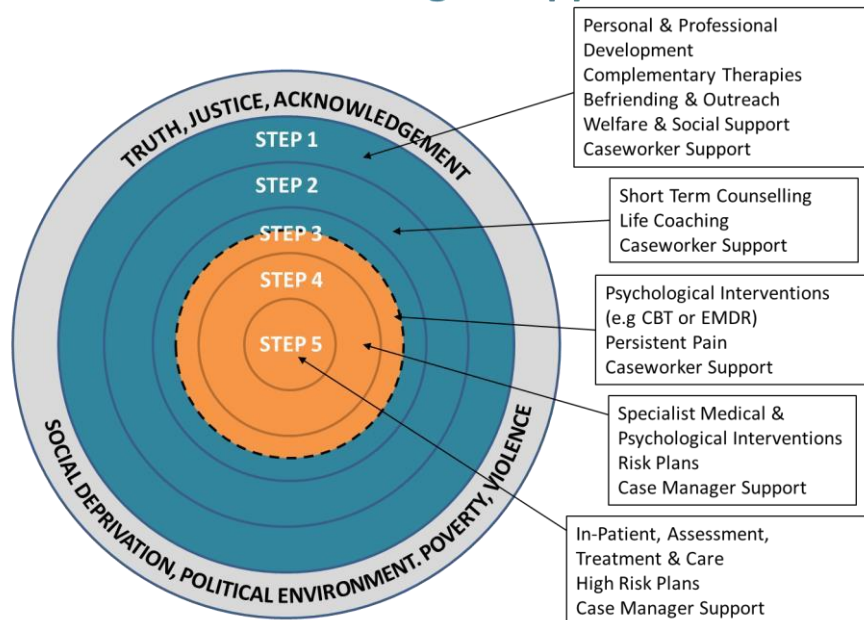 Personal & Professional
Development
Complementary Therapies
Befriending & Outreach
Welfare & Social Support
Caseworker Support
TRUTH, JUSTICE, ACKNOWLEDGEMENT
STEP 1
STEP 2
Short Term Counselling
Life Coaching
Caseworker Support
STEP 3
STEP 4
Psychological Interventions
(e.g CBT or EMDR)
Persistent Pain
Caseworker Support
STEP 5
Specialist Medical &
Psychological Interventions
Risk Plans
Case Manager Support
SOCIAL DEPRIVATION, POLITICAL ENVIRONMENT. POVERTY, VIOLENCE
In-Patient, Assessment,
Treatment & Care
High Risk Plans
Case Manager Support